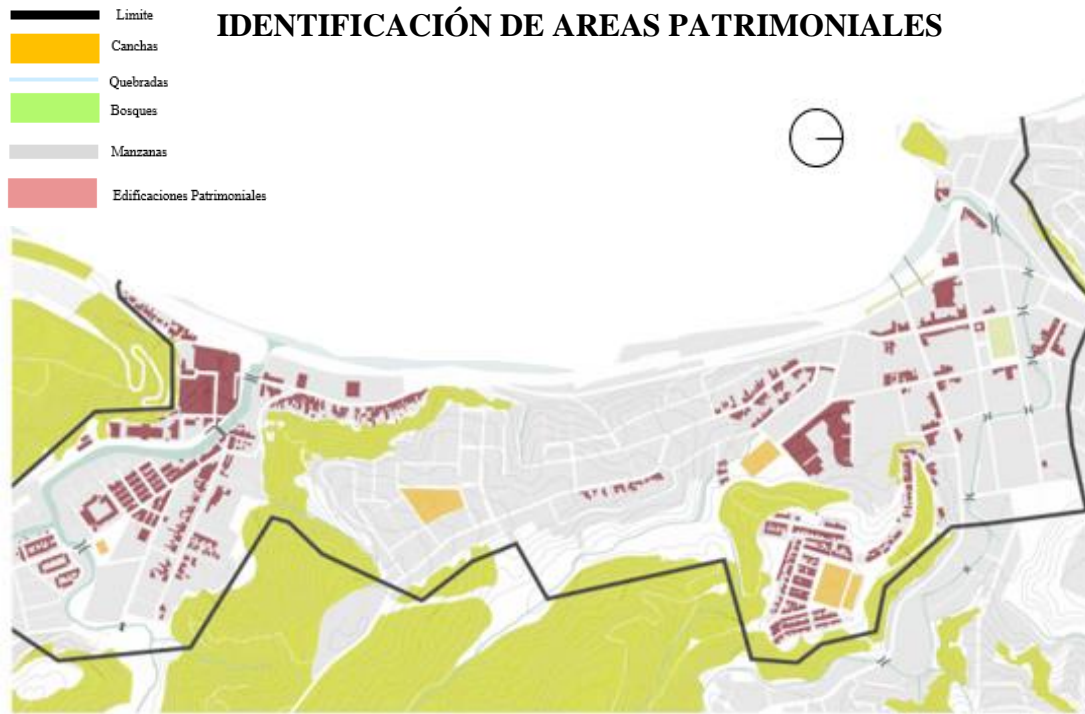 IDENTIFICACIÓN DE AREAS PATRIMONIALES
Limite
Canchas
Quebradas
Bosques
Manzanas
Edificaciones Patrimoniales